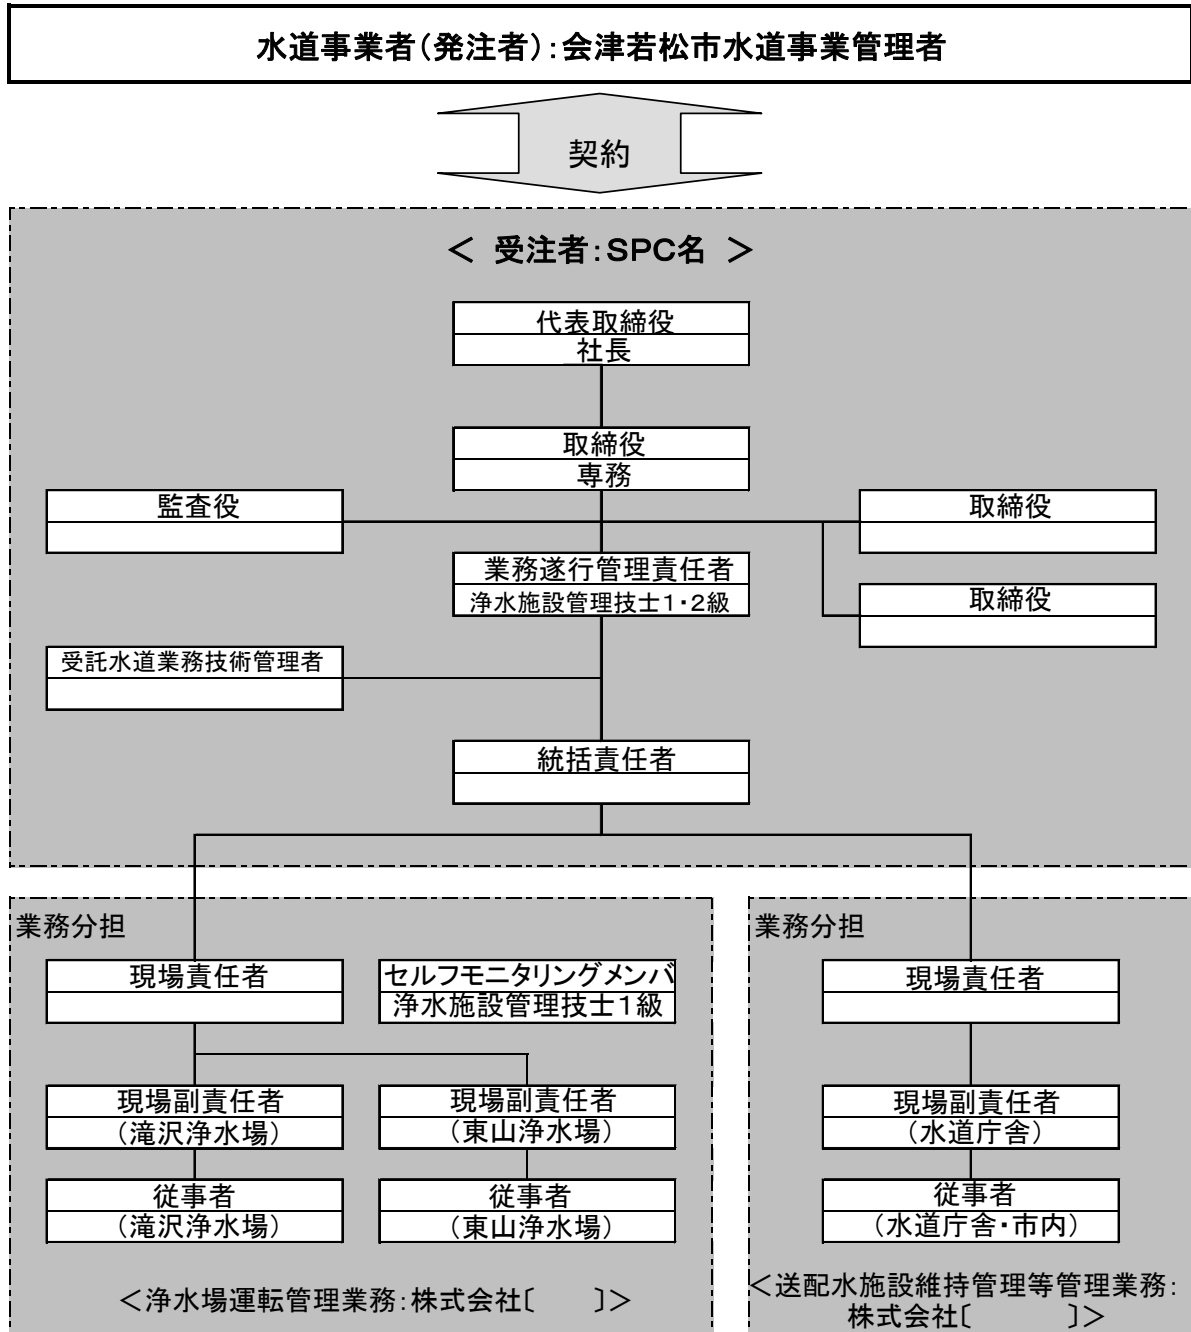 水道事業者(発注者):会津若松市水道事業管理者
契約
＜ 受注者:SPC名 ＞
代表取締役
社長
取締役
専務
監査役
取締役
業務遂行管理責任者
浄水施設管理技士1・2級
取締役
受託水道業務技術管理者
統括責任者
業務分担
現場責任者
セルフモニタリングメンバ
浄水施設管理技士1級
現場副責任者
(滝沢浄水場)
現場副責任者
(東山浄水場)
従事者
(滝沢浄水場)
従事者
(東山浄水場)
＜浄水場運転管理業務:株式会社〔　　〕＞
業務分担
現場責任者
現場副責任者
(水道庁舎)
従事者
(水道庁舎・市内)
＜送配水施設維持管理等管理業務:
株式会社〔　　　　〕＞